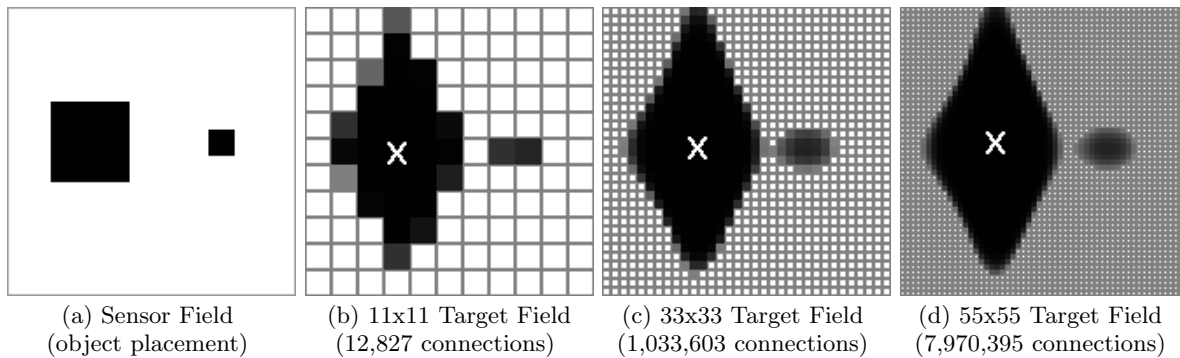 X
X
X
(a) Sensor Field
(object placement)
(b) 11x11 Target Field
(12,827 connections)
(c) 33x33 Target Field
(1,033,603 connections)
(d) 55x55 Target Field
(7,970,395 connections)